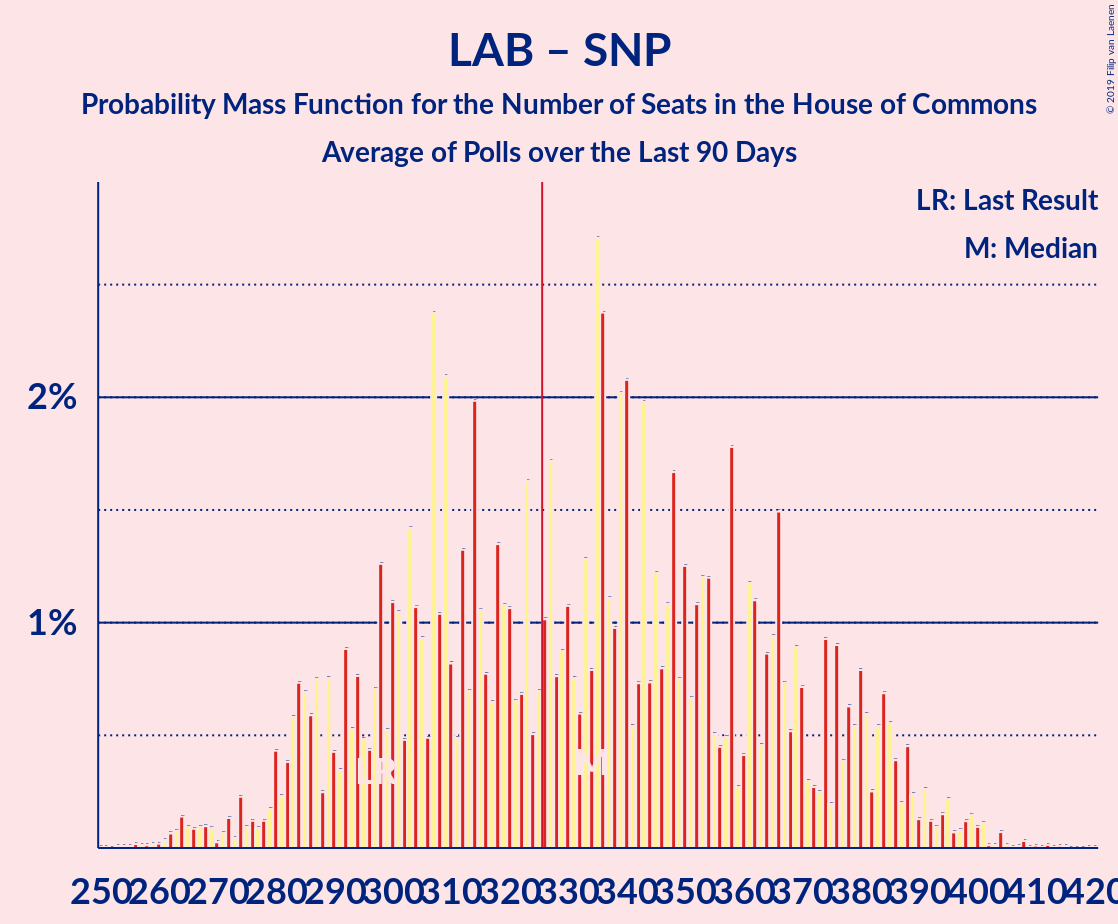 LAB – SNP
Probability Mass Function for the Number of Seats in the House of Commons
Average of Polls over the Last 90 Days
© 2019 Filip van Laenen
LR: Last Result
M: Median
2%
1%
LR
M
250 260 270 280 290 300 310 320 330 340 350 360 370 380 390 400 410 420